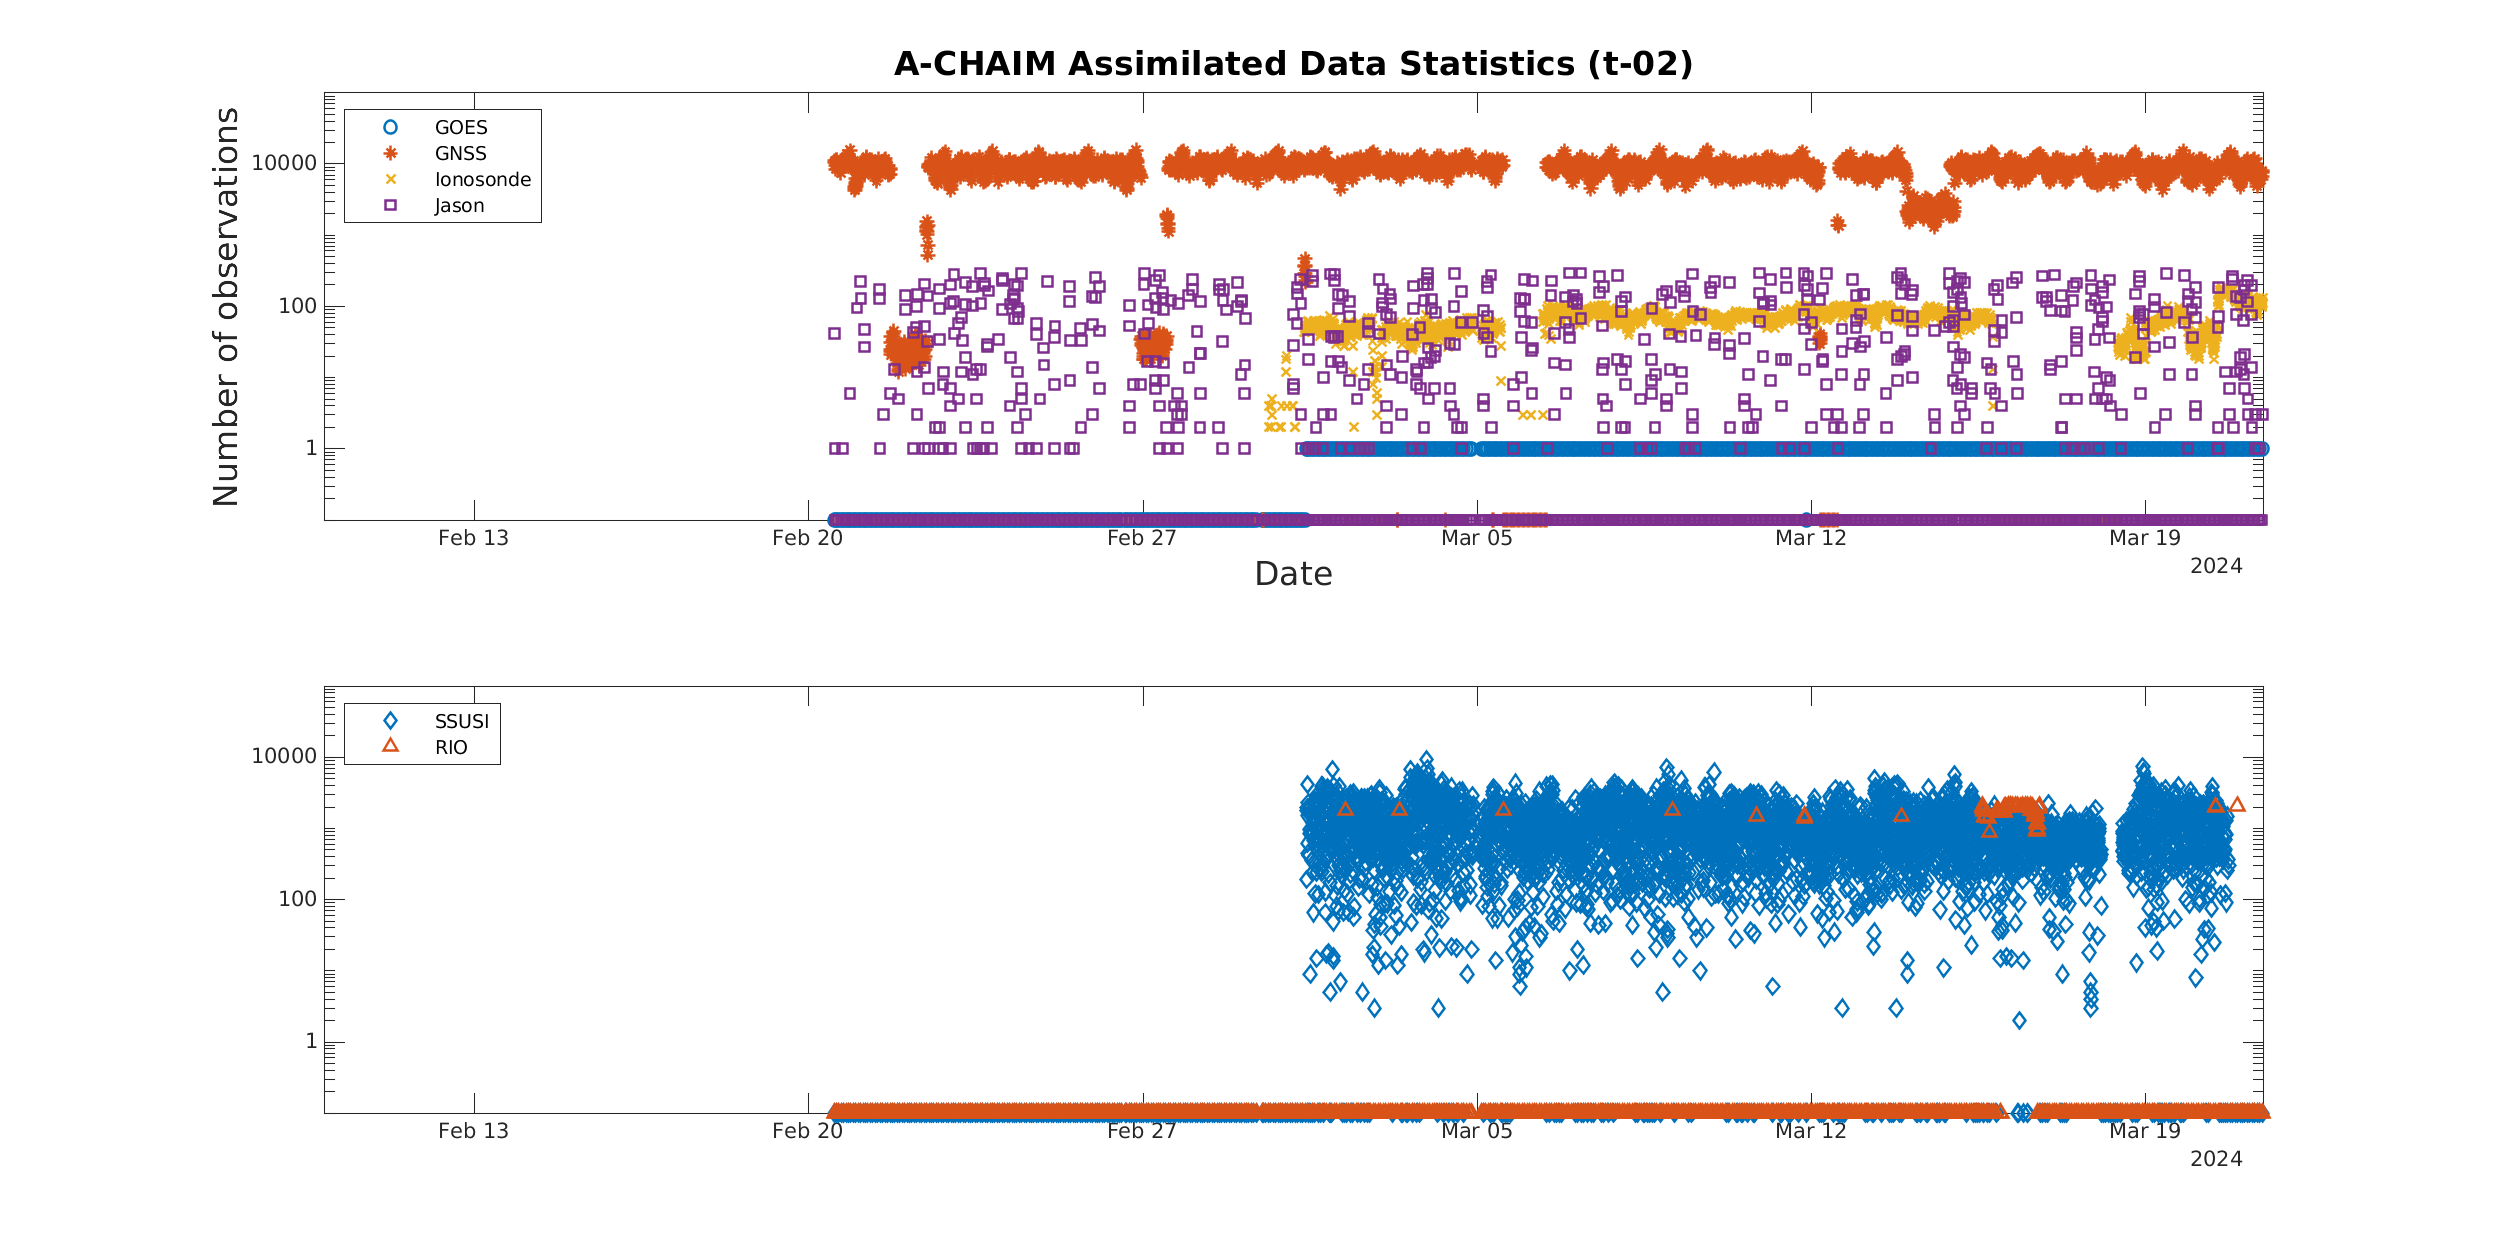 A-CHAIM Assimilated Data Statistics (t-02)
Number of observations
10000
100
1
GOES
GNSS
Ionosonde
Jason
Feb 13
Feb 20
Feb 27
Mar 05
Mar 12
Mar 19
2024
Date
10000
100
1
SSUSI
RIO
Feb 13
Feb 20
Feb 27
Mar 05
Mar 12
Mar 19
2024